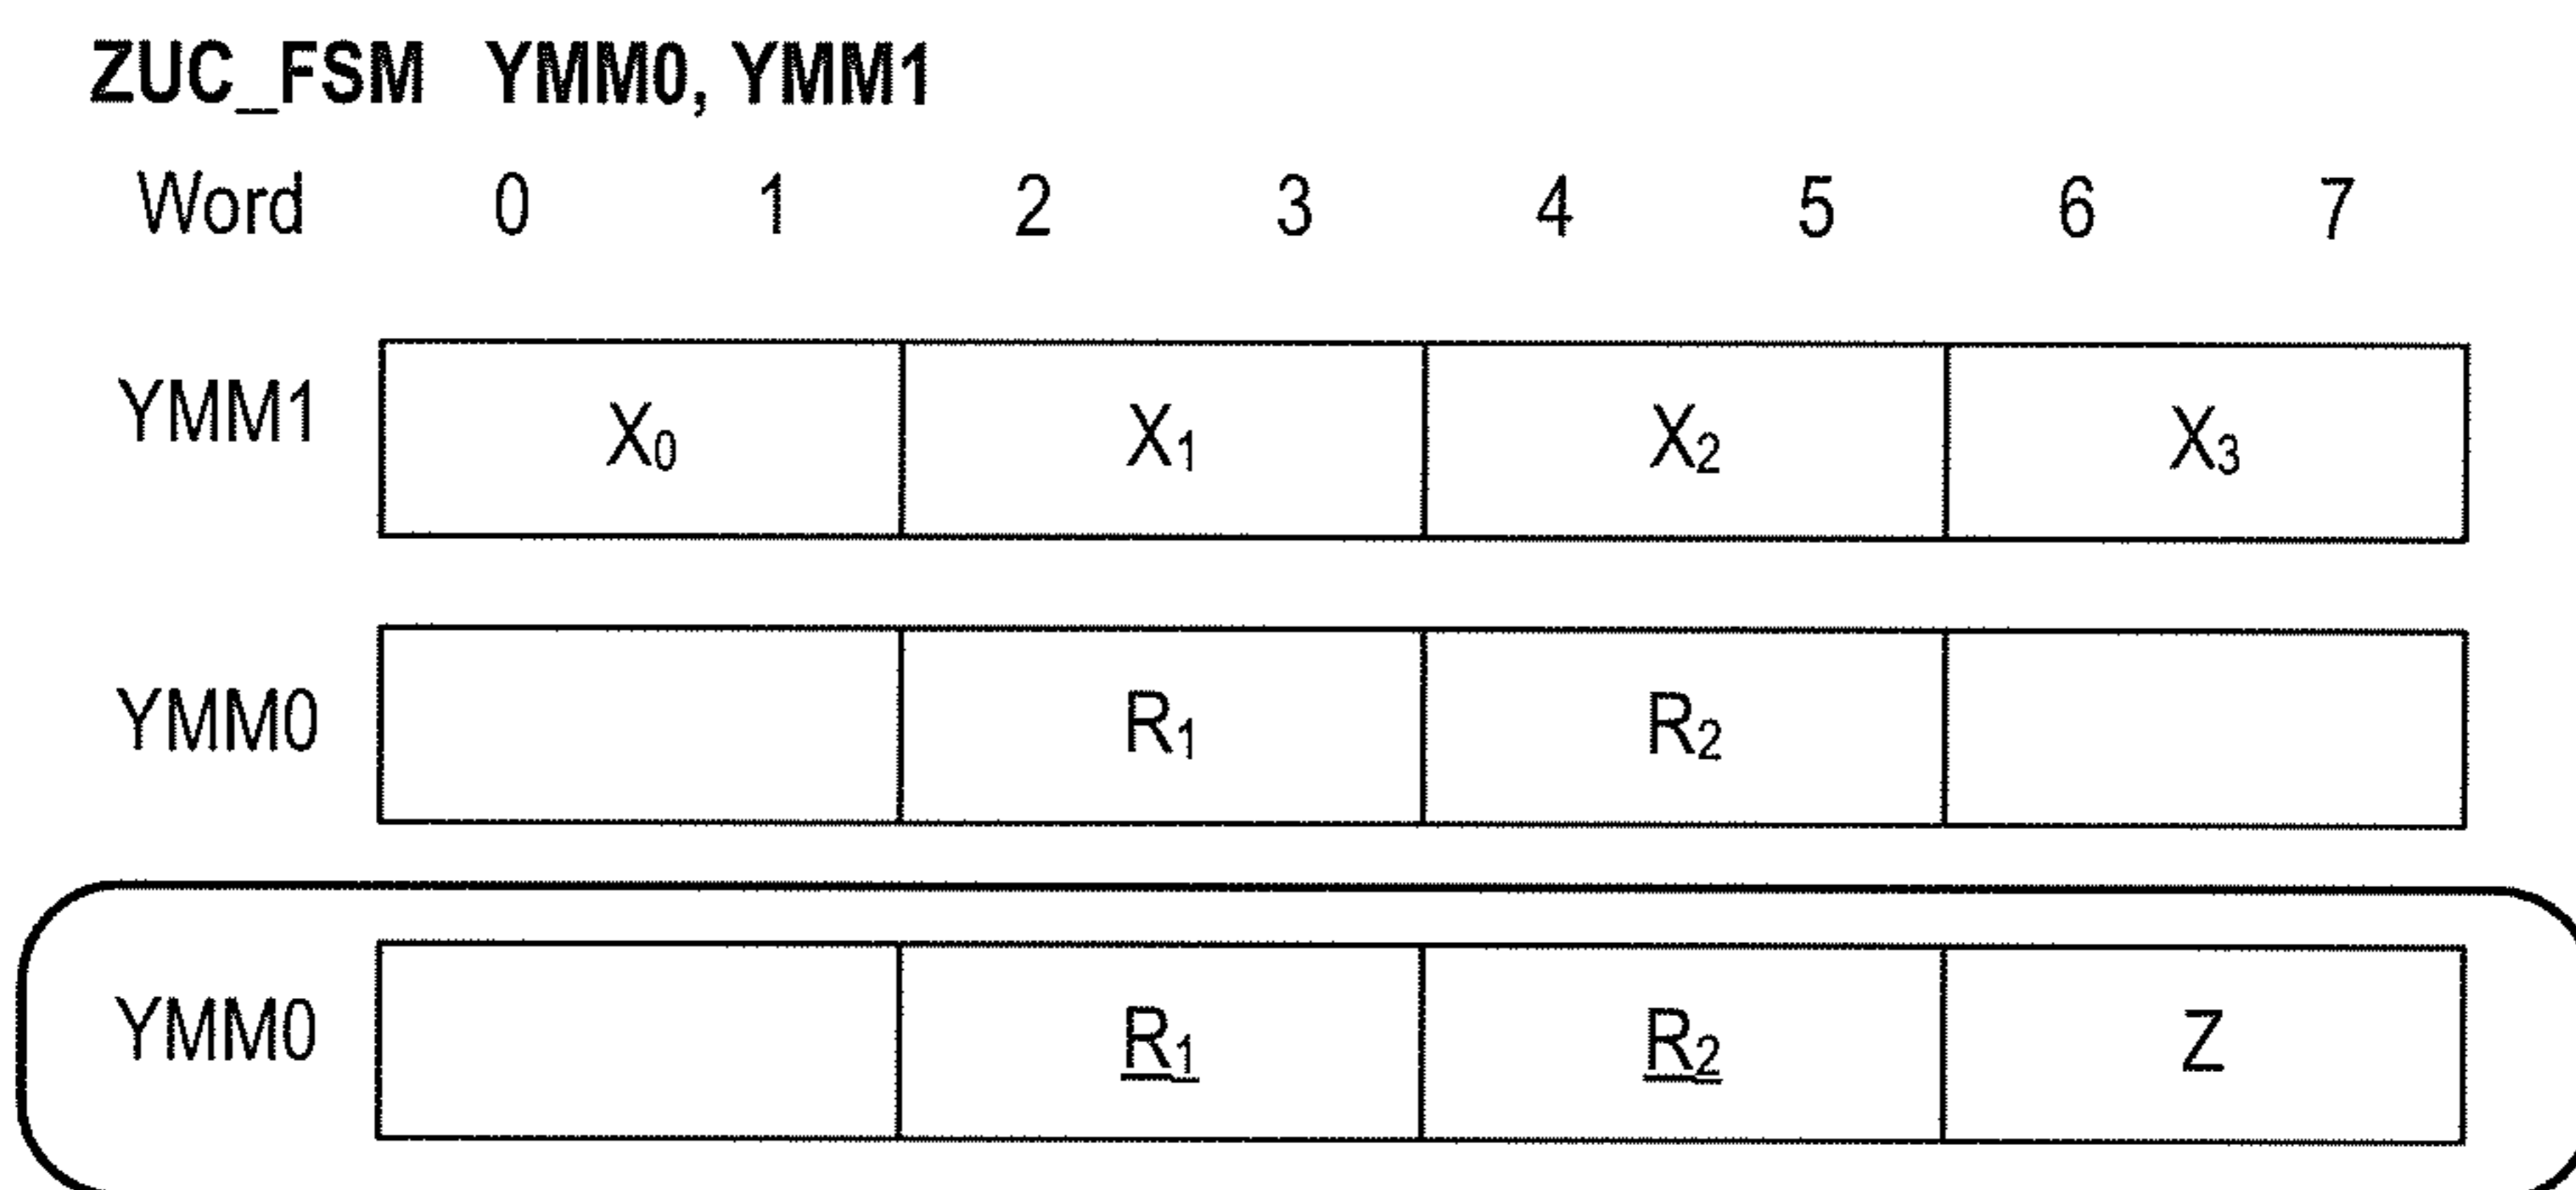 ZUC_FSM YMM0, YMM1
Word 0 1 2 3 4 5 6 7
YMM1 X₀ X₁ X₂ X₃
YMM0 R₁ R₂
YMM0 R₁ R₂ Z